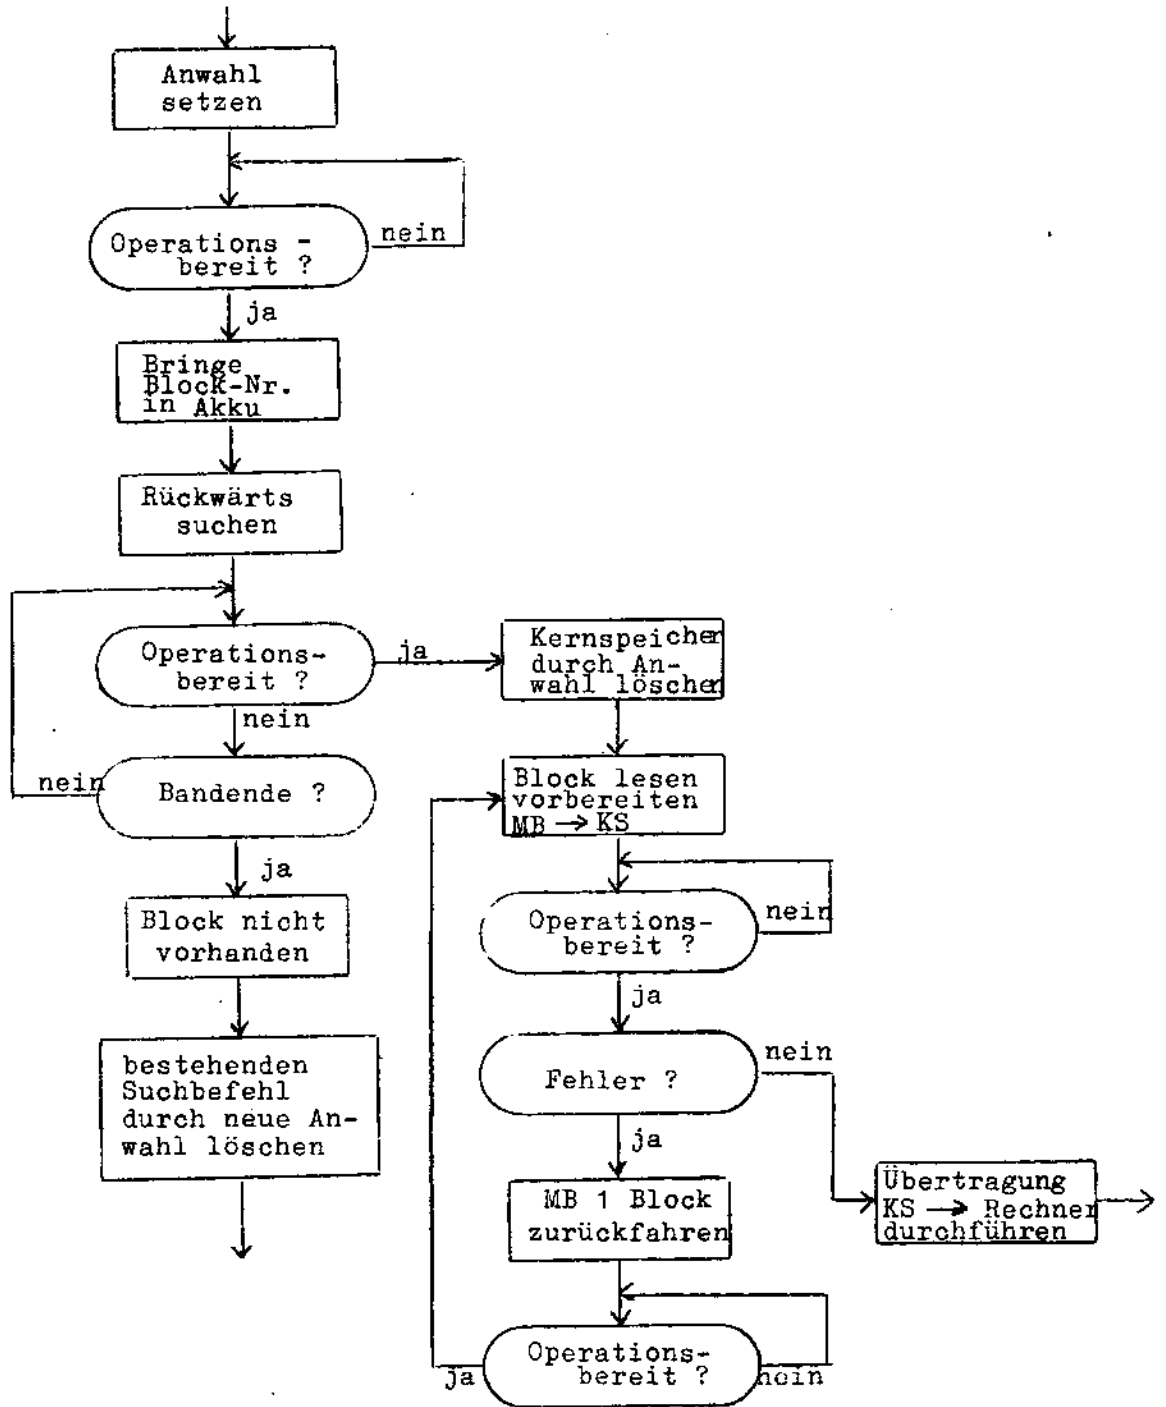 Anwahl
setzen
Operations -
bereit ?
nein
ja
Bringe
Block-Nr.
in Akku
Rückwärts
suchen
Operations-
bereit ?
ja
nein
nein
Bandende ?
ja
Block nicht
vorhanden
bestehenden
Suchbefehl
durch neue An-
wahl löschen
Kernspeicher
durch An-
wahl löschen
Block lesen
vorbereiten
MB → KS
Operations-
bereit ?
nein
ja
Fehler ?
nein
ja
MB 1 Block
zurückfahren
Übertragung
KS → Rechner
durchführen
Operations-
bereit ?
ja
nein